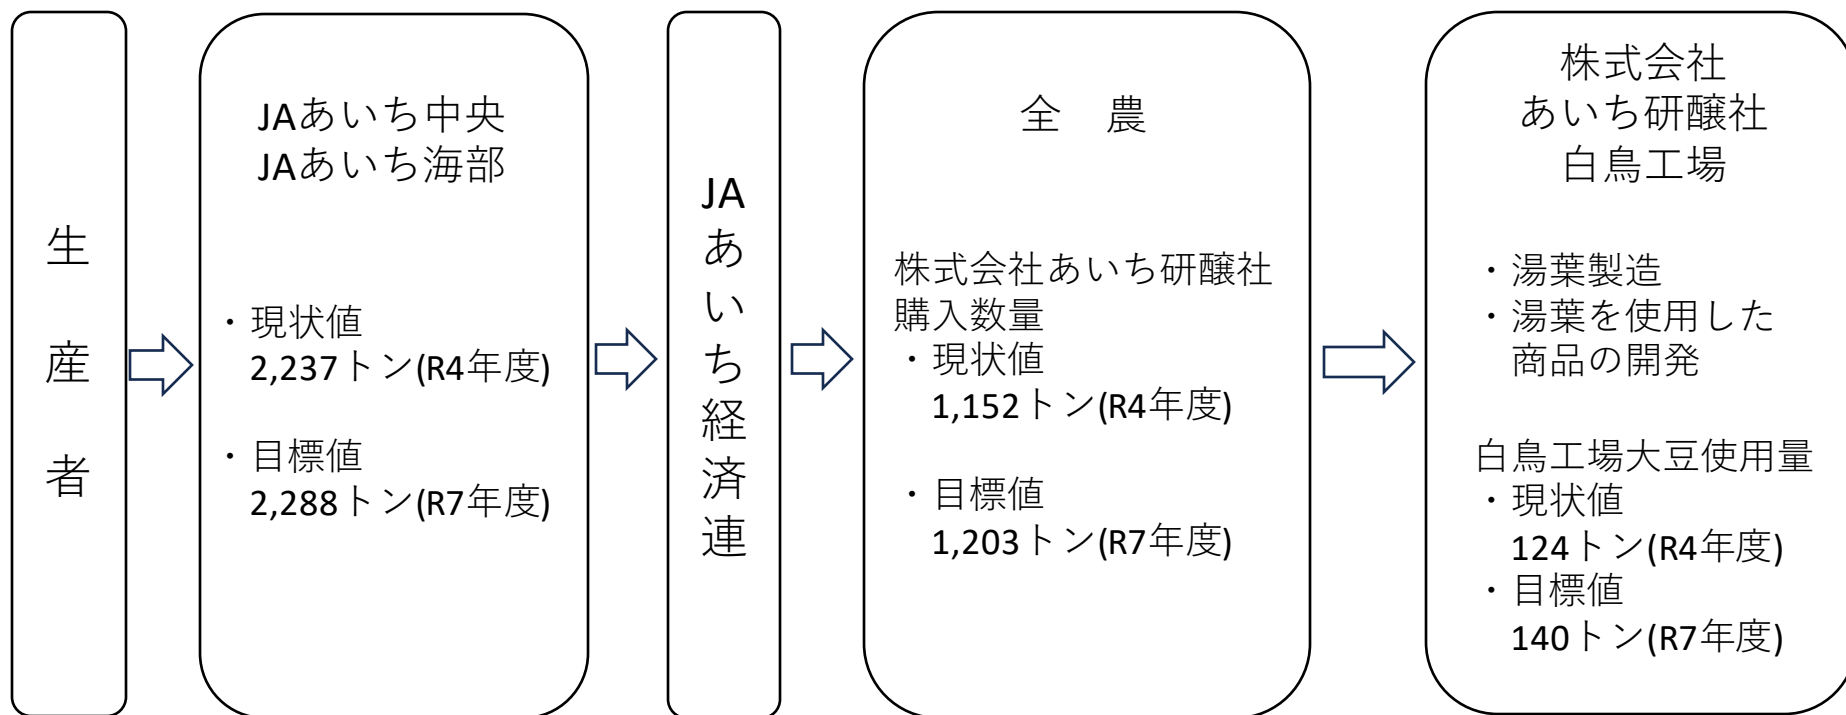 生産者
JAあいち中央
JAあいち海部
・現状値
2,237トン(R4年度)
・目標値
2,288トン(R7年度)
JAあいち経済連
全　農
株式会社あいち研醸社
購入数量
・現状値
1,152トン(R4年度)
・目標値
1,203トン(R7年度)
株式会社
あいち研醸社
白鳥工場
・湯葉製造
・湯葉を使用した
商品の開発
白鳥工場大豆使用量
・現状値
124トン(R4年度)
・目標値
140トン(R7年度)